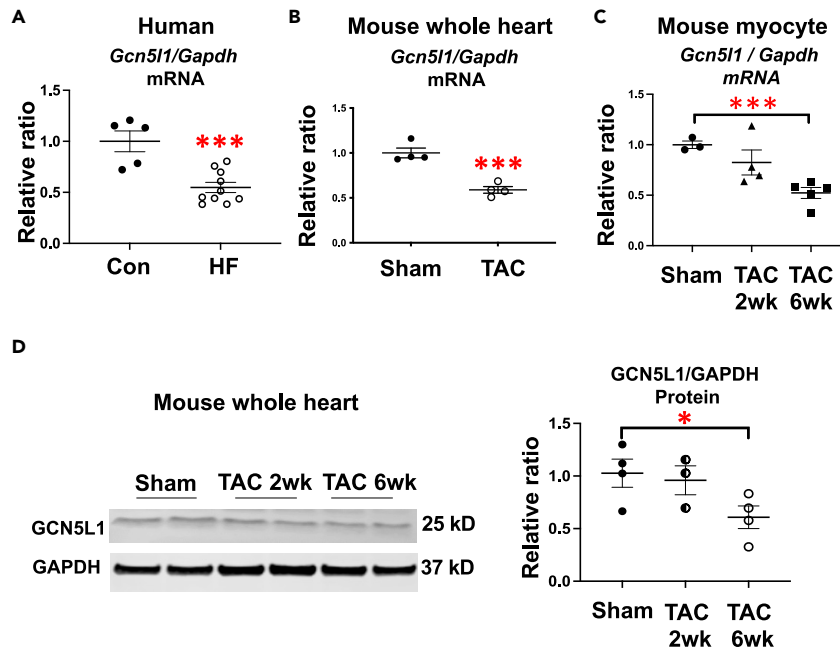 A
Human
Gcn5l1/Gapdh
mRNA
Relative ratio
1.5
1.0
0.5
0.0
***
Con
HF
B
Mouse whole heart
Gcn5l1/Gapdh
mRNA
Relative ratio
1.5
1.0
0.5
0.0
***
Sham
TAC
C
Mouse myocyte
Gcn5l1 / Gapdh
mRNA
Relative ratio
1.5
1.0
0.5
0.0
***
Sham
TAC
2wk
TAC
6wk
D
Mouse whole heart
Sham
TAC 2wk
TAC 6wk
GCN5L1
25 kD
GAPDH
37 kD
GCN5L1/GAPDH
Protein
Relative ratio
1.5
1.0
0.5
0.0
*
Sham
TAC
2wk
TAC
6wk